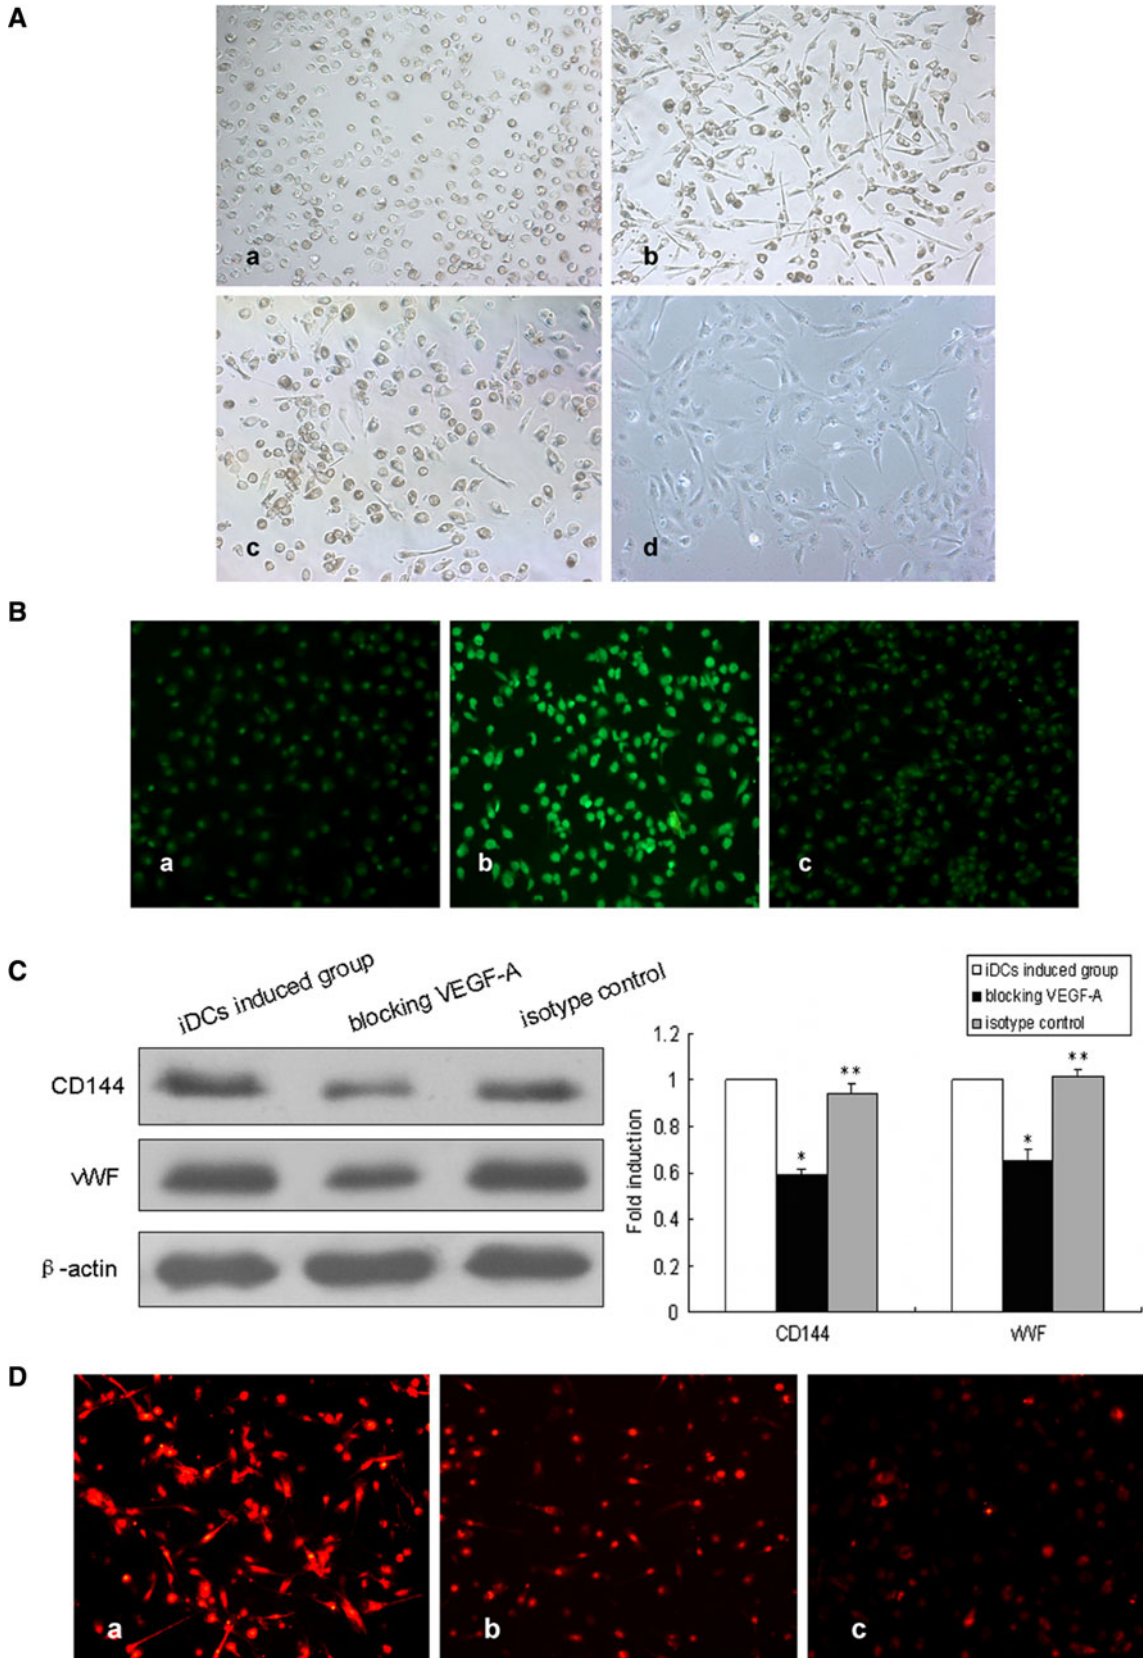 A
a
b
c
d
B
a
b
c
C
iDCs induced group
blocking VEGF-A
isotype control
CD144
vWF
β-actin
iDCs induced group
blocking VEGF-A
isotype control
Fold induction
1.2
1
0.8
0.6
0.4
0.2
0
*
**
*
**
CD144
vWF
D
a
b
c